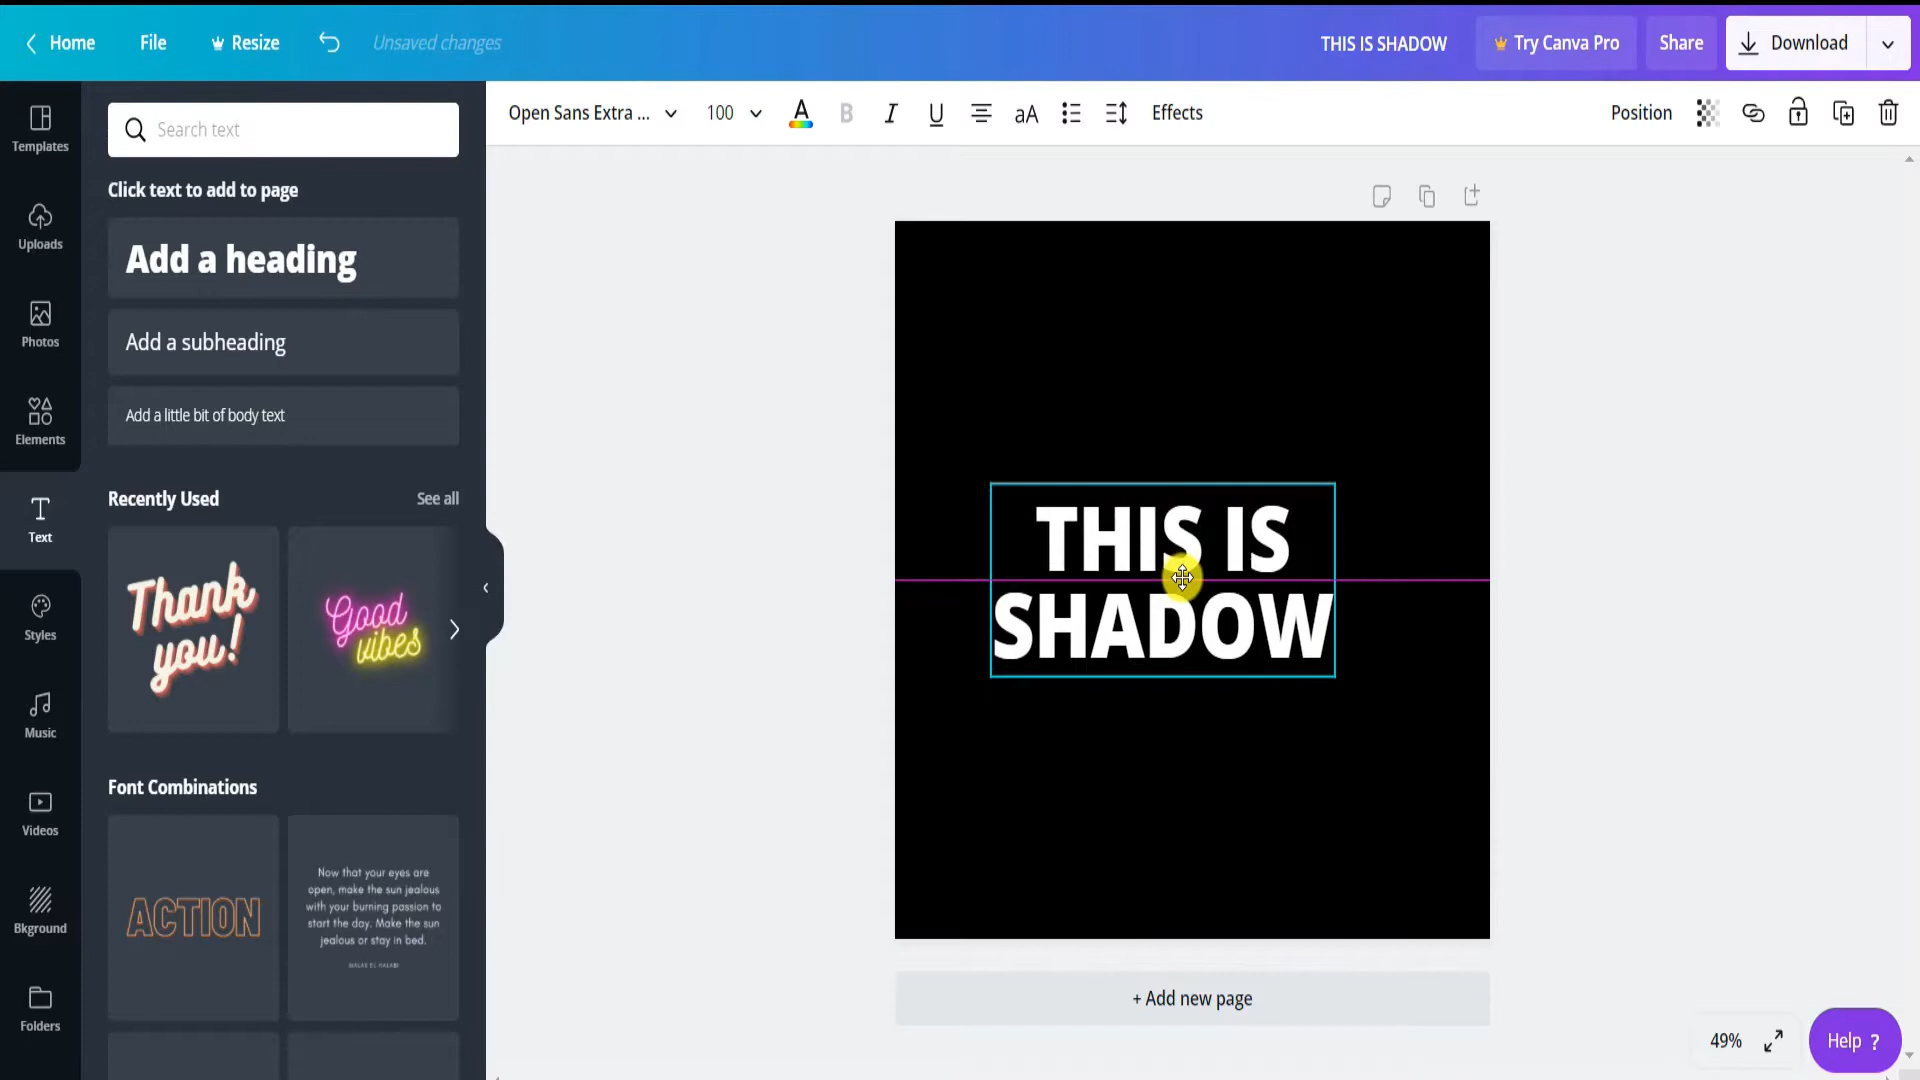 Home
File
Resize
Unsaved changes
THIS IS SHADOW
Try Canva Pro
Share
Download
Templates
Uploads
Photos
Elements
Text
Styles
Music
Videos
Bkground
Folders
Search text
Click text to add to page
Add a heading
Add a subheading
Add a little bit of body text
Recently Used
See all
Thank
you!
Good
vibes
Font Combinations
ACTION
Now that your eyes are
open, make the sun jealous
with your burning passion to
start the day. Make the sun
jealous or stay in bed.
MALAK EL HALABI
Open Sans Extra ...
100
A
B
I
U
aA
Effects
Position
THIS IS
SHADOW
+ Add new page
49%
Help ?